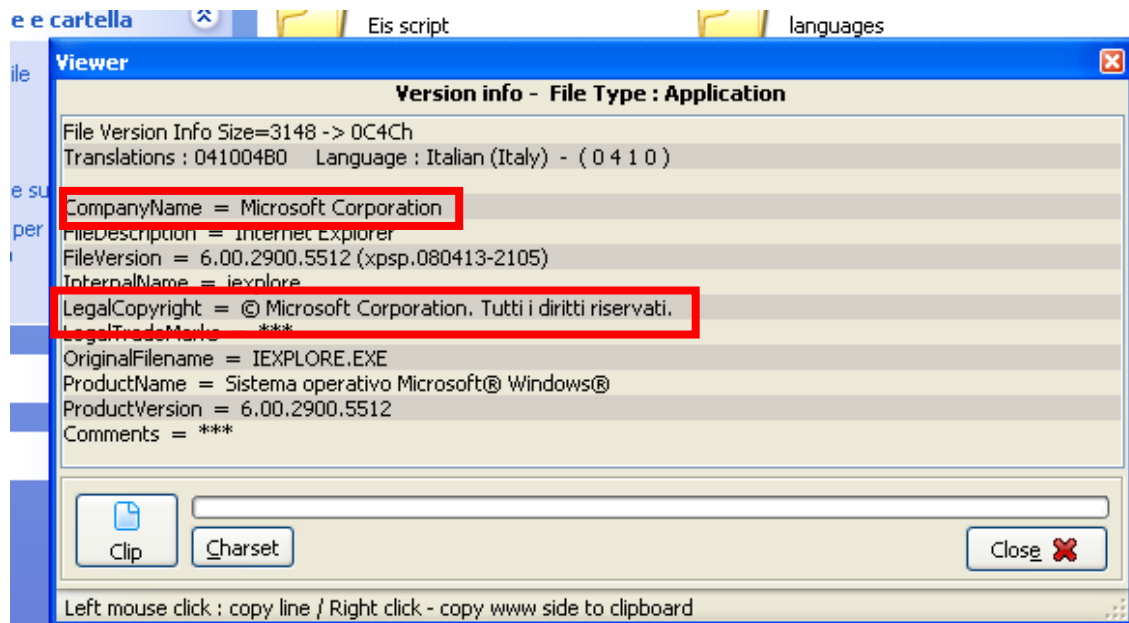 e e cartella
Eis script
languages
ile
Viewer
Version info - File Type : Application
File Version Info Size=3148 -> 0C4Ch
Translations : 041004B0 Language : Italian (Italy) - ( 0 4 1 0 )
e su
CompanyName = Microsoft Corporation
per
FileDescription = Internet Explorer
FileVersion = 6.00.2900.5512 (xpsp.080413-2105)
InternalName = iexplore
LegalCopyright = © Microsoft Corporation. Tutti i diritti riservati.
LegalTradeMarks = ***
OriginalFilename = IEXPLORE.EXE
ProductName = Sistema operativo Microsoft® Windows®
ProductVersion = 6.00.2900.5512
Comments = ***
Clip
Charset
Close
Left mouse click : copy line / Right click - copy www side to clipboard